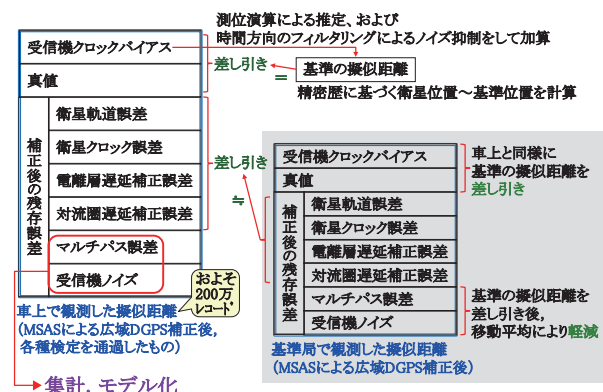 測位演算による推定、および
時間方向のフィルタリングによるノイズ抑制をして加算
受信機クロックバイアス
真値
差し引き
＝
基準の擬似距離
精密歴に基づく衛星位置～基準位置を計算
補正後の残存誤差
衛星軌道誤差
衛星クロック誤差
電離層遅延補正誤差
対流圏遅延補正誤差
マルチパス誤差
受信機ノイズ
差し引き
≒
およそ
200万
レコード
車上で観測した擬似距離
（MSASによる広域DGPS補正後,
各種検定を通過したもの）
集計，モデル化
受信機クロックバイアス
真値
車上と同様に
基準の擬似距離を
差し引き
補正後の残存誤差
衛星軌道誤差
衛星クロック誤差
電離層遅延補正誤差
対流圏遅延補正誤差
マルチパス誤差
受信機ノイズ
基準の擬似距離を
差し引き後，
移動平均により軽減
基準局で観測した擬似距離
（MSASによる広域DGPS補正後）